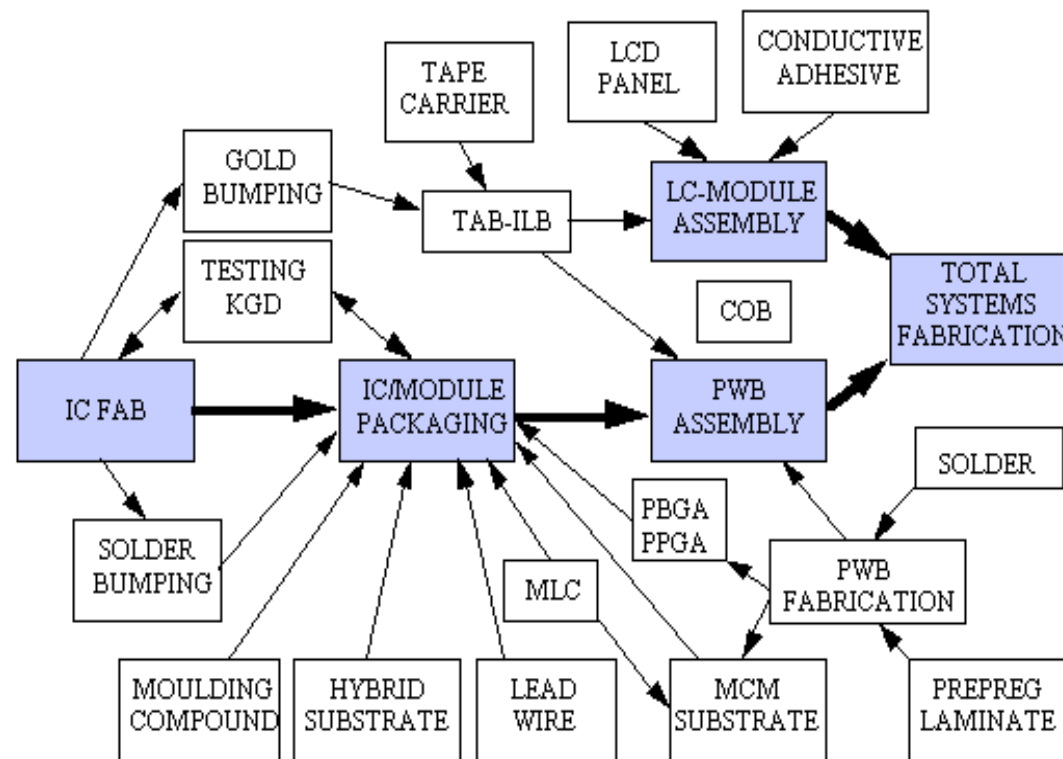 TAPE
CARRIER
LCD
PANEL
CONDUCTIVE
ADHESIVE
GOLD
BUMPING
TAB-ILB
LC-MODULE
ASSEMBLY
TESTING
KGD
COB
TOTAL
SYSTEMS
FABRICATION
IC FAB
IC/MODULE
PACKAGING
PWB
ASSEMBLY
SOLDER
SOLDER
BUMPING
PBGA
PPGA
MLC
PWB
FABRICATION
MOULDING
COMPOUND
HYBRID
SUBSTRATE
LEAD
WIRE
MCM
SUBSTRATE
PREPREG
LAMINATE